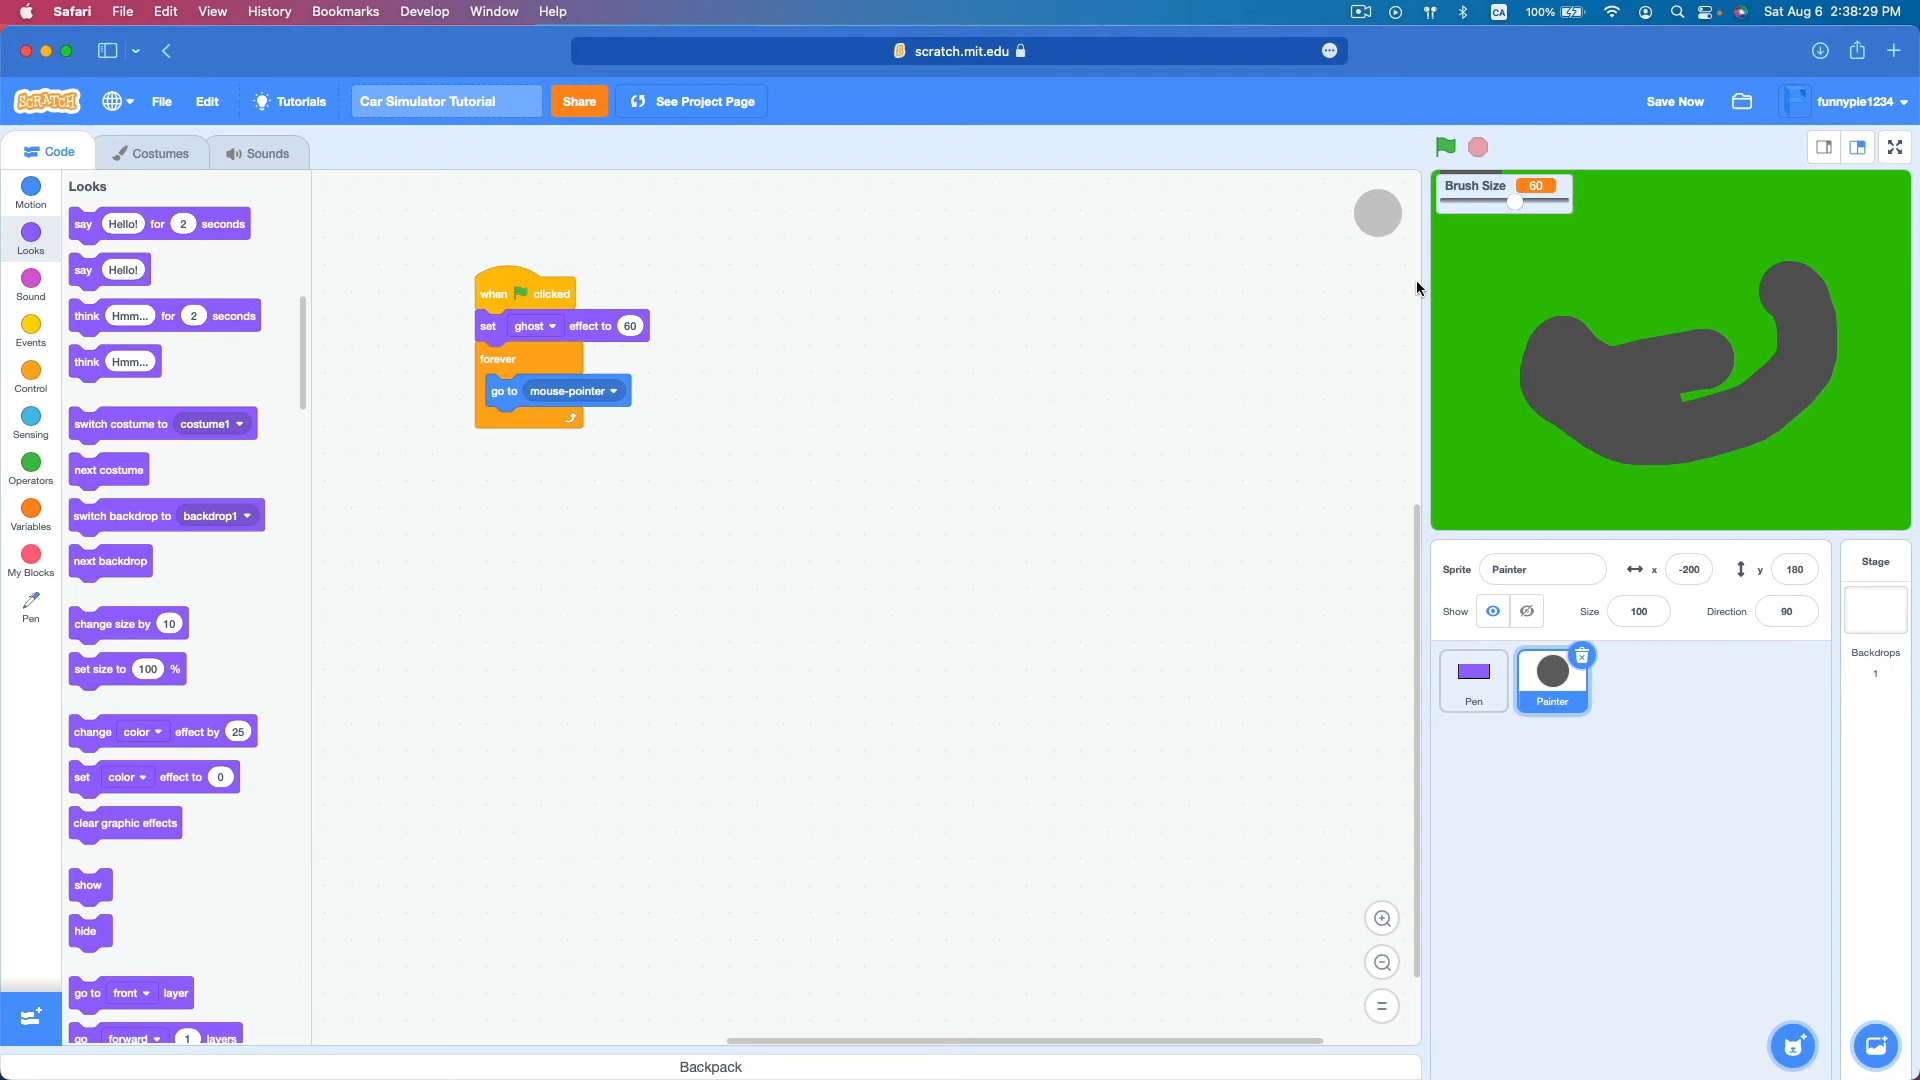 Safari File Edit View History Bookmarks Develop Window Help
CA 100% Sat Aug 6 2:38:29 PM
scratch.mit.edu
SCRATCH File Edit Tutorials Car Simulator Tutorial Share See Project Page Save Now funnypie1234
Code Costumes Sounds
Motion
Looks
Sound
Events
Control
Sensing
Operators
Variables
My Blocks
Pen
Looks
say Hello! for 2 seconds
say Hello!
think Hmm... for 2 seconds
think Hmm...
switch costume to costume1
next costume
switch backdrop to backdrop1
next backdrop
change size by 10
set size to 100 %
change color effect by 25
set color effect to 0
clear graphic effects
show
hide
go to front layer
go forward 1 layers
when clicked
set ghost effect to 60
forever
go to mouse-pointer
Backpack
Brush Size 60
Sprite Painter x -200 y 180
Show Size 100 Direction 90
Pen
Painter
Stage
Backdrops
1